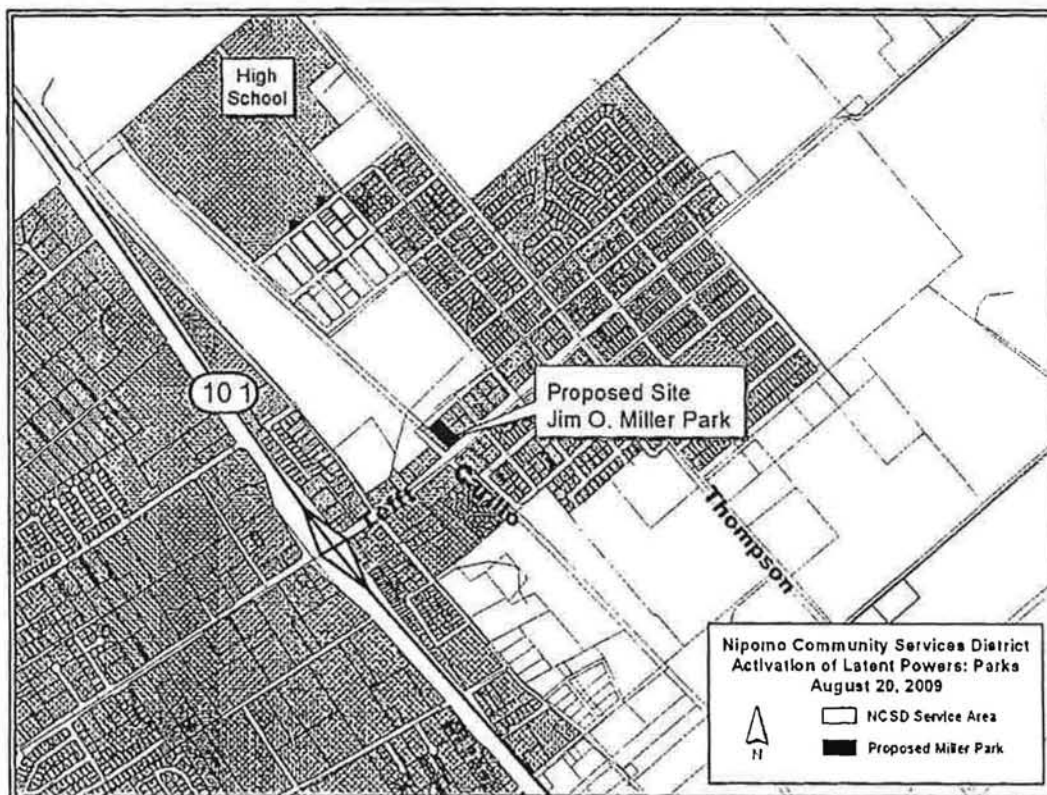 High
School
101
Proposed Site
Jim O. Miller Park
Tefft
Carillo
Thompson
Nipomo Community Services District
Activation of Latent Powers: Parks
August 20, 2009
N
NCSD Service Area
Proposed Miller Park